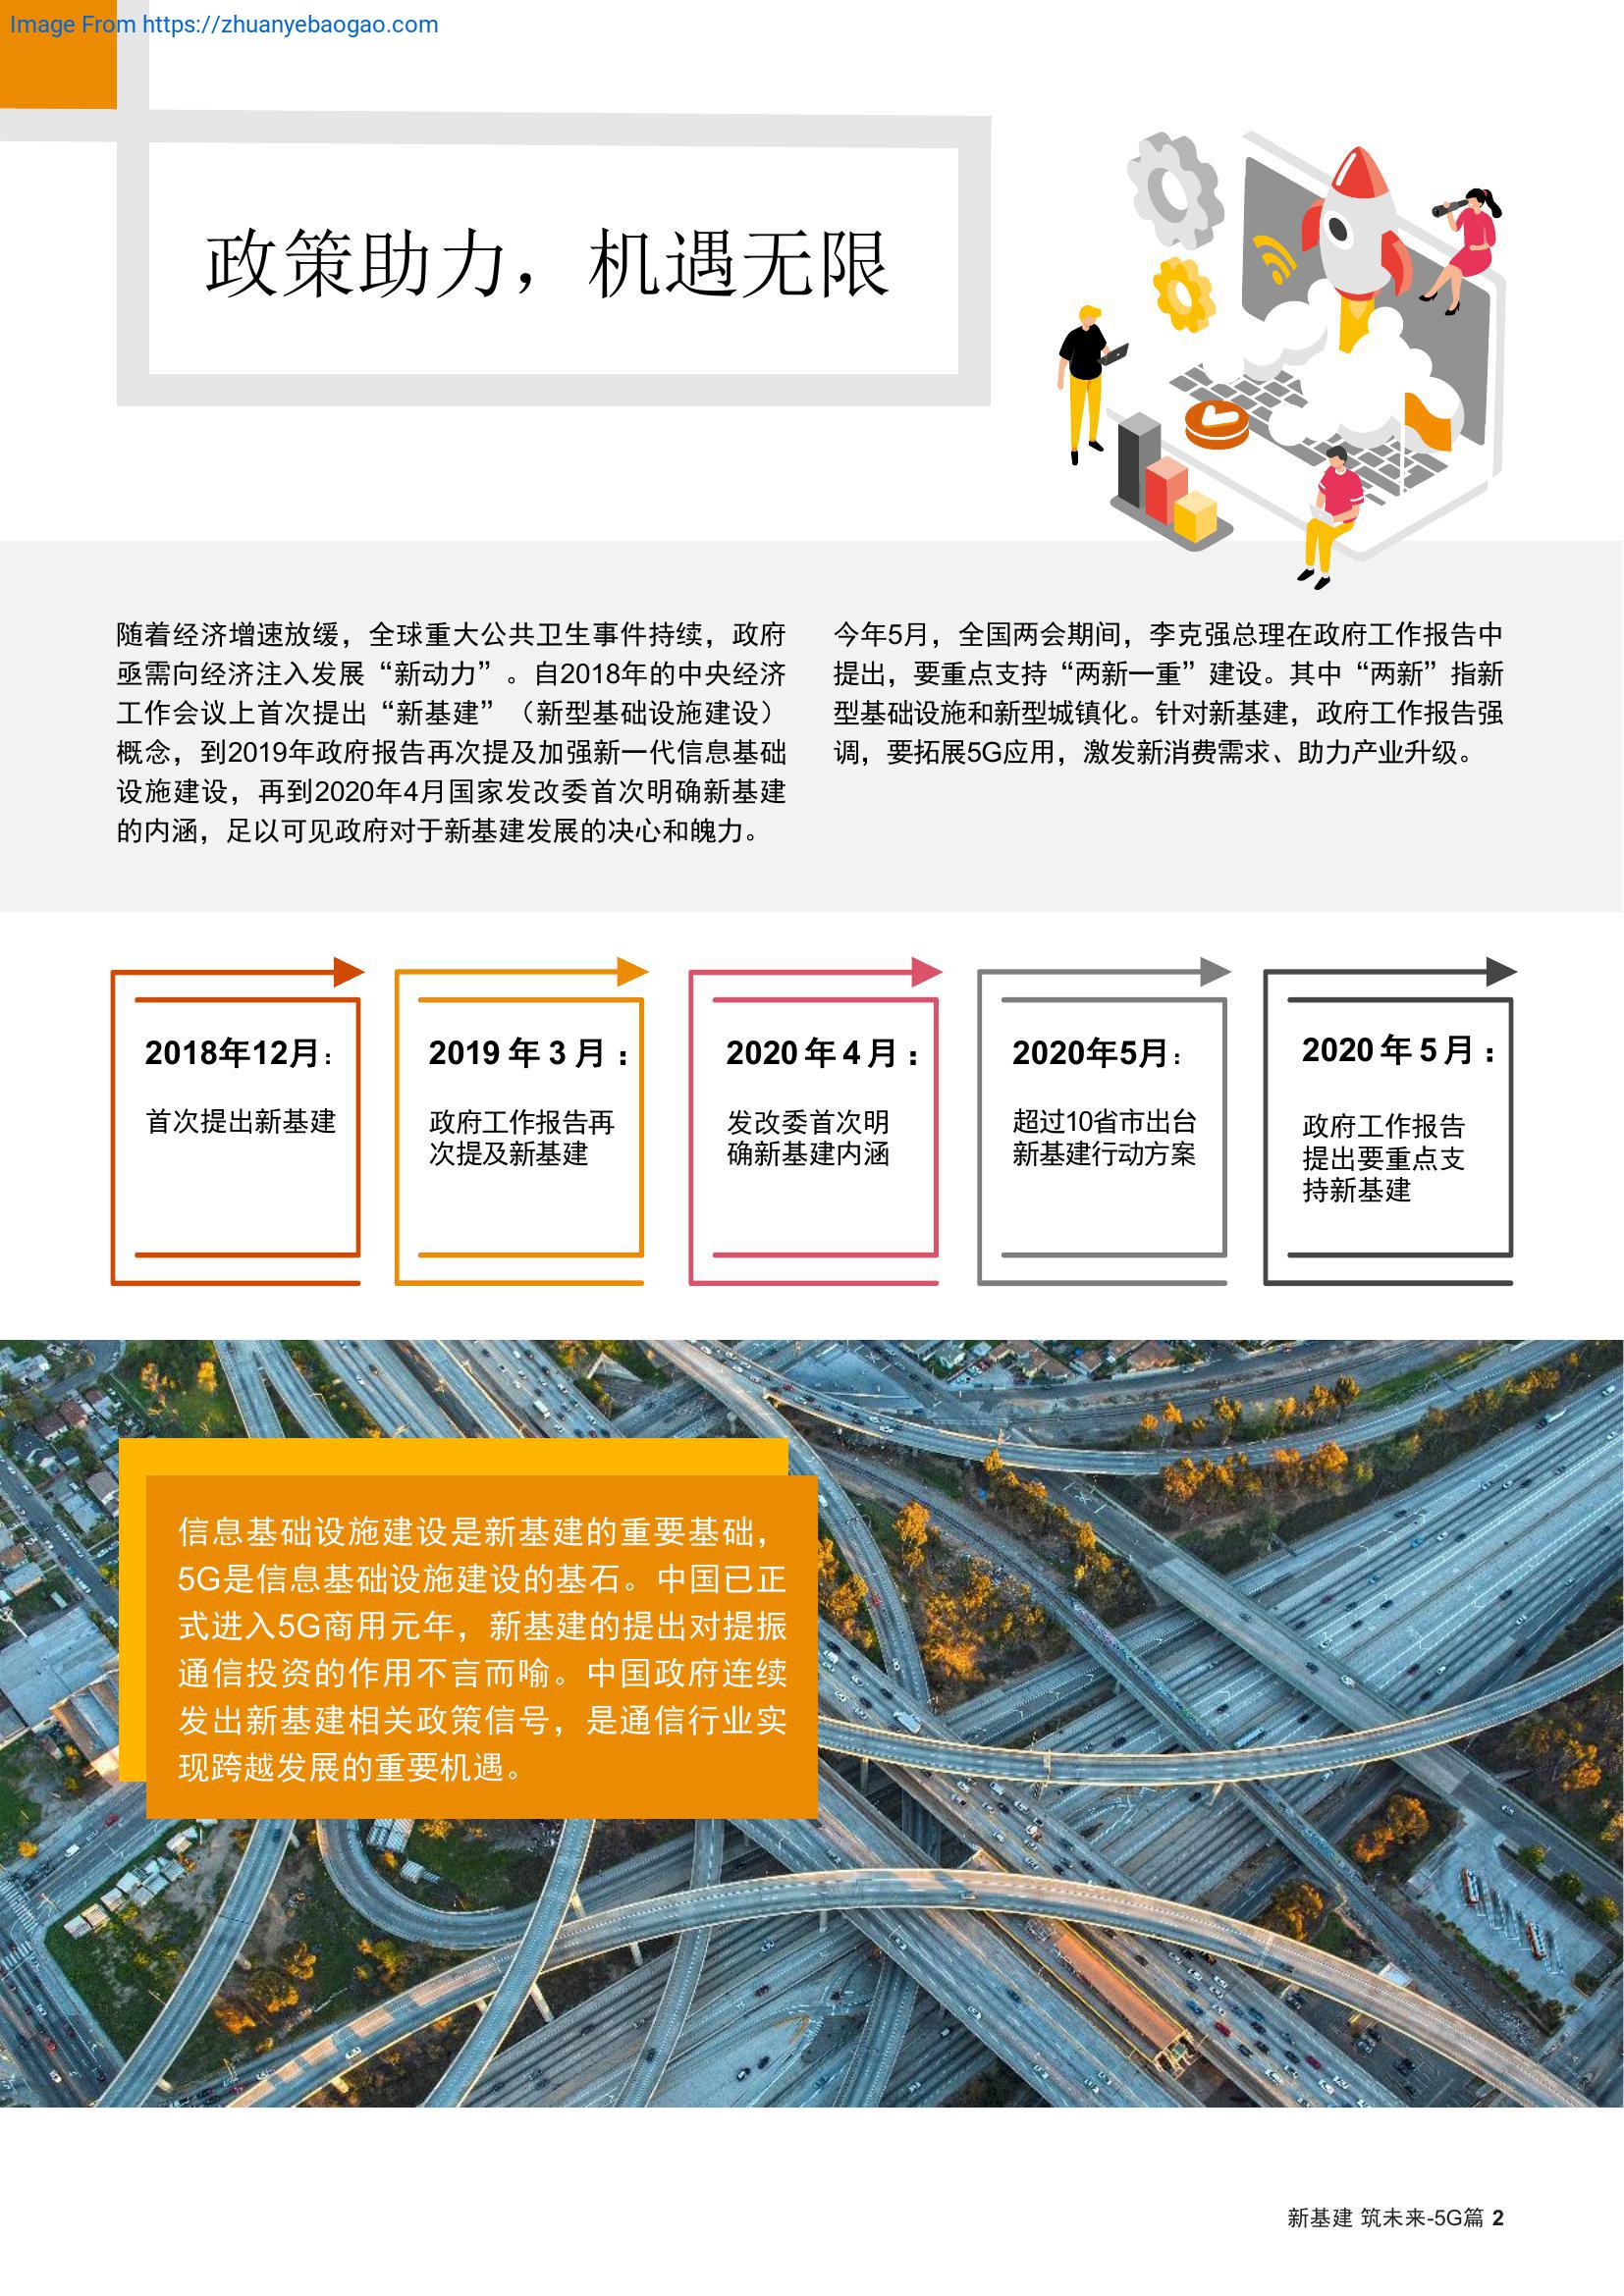 Image From https://zhuanyebaogao.com
政策助力，机遇无限
随着经济增速放缓，全球重大公共卫生事件持续，政府
亟需向经济注入发展“新动力”。自2018年的中央经济
工作会议上首次提出“新基建”（新型基础设施建设）
概念，到2019年政府报告再次提及加强新一代信息基础
设施建设，再到2020年4月国家发改委首次明确新基建
的内涵，足以可见政府对于新基建发展的决心和魄力。
今年5月，全国两会期间，李克强总理在政府工作报告中
提出，要重点支持“两新一重”建设。其中“两新”指新
型基础设施和新型城镇化。针对新基建，政府工作报告强
调，要拓展5G应用，激发新消费需求、助力产业升级。
2018年12月：
首次提出新基建
2019年3月：
政府工作报告再
次提及新基建
2020年4月：
发改委首次明
确新基建内涵
2020年5月：
超过10省市出台
新基建行动方案
2020年5月：
政府工作报告
提出要重点支
持新基建
信息基础设施建设是新基建的重要基础，
5G是信息基础设施建设的基石。中国已正
式进入5G商用元年，新基建的提出对提振
通信投资的作用不言而喻。中国政府连续
发出新基建相关政策信号，是通信行业实
现跨越发展的重要机遇。
新基建 筑未来-5G篇 2